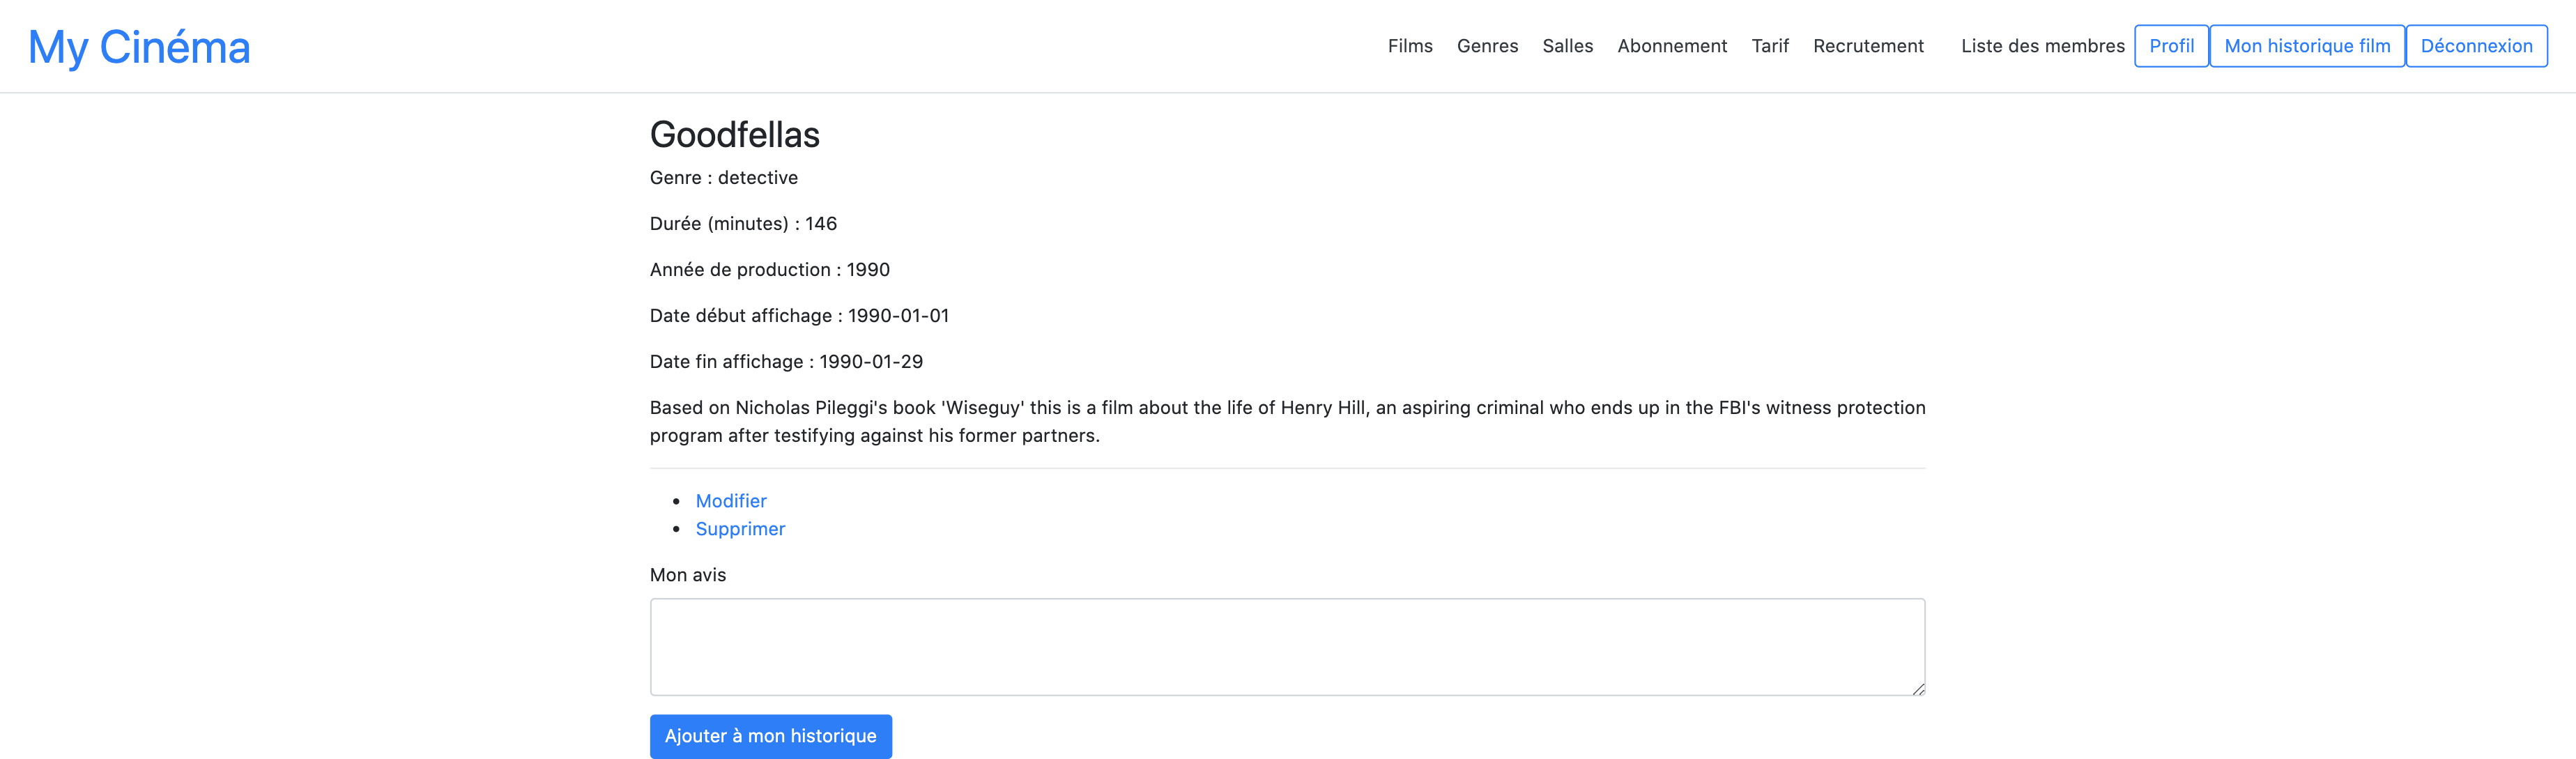 My Cinéma
Films Genres Salles Abonnement Tarif Recrutement Liste des membres Profil Mon historique film Déconnexion
Goodfellas
Genre : detective
Durée (minutes) : 146
Année de production : 1990
Date début affichage : 1990-01-01
Date fin affichage : 1990-01-29
Based on Nicholas Pileggi's book 'Wiseguy' this is a film about the life of Henry Hill, an aspiring criminal who ends up in the FBI's witness protection
program after testifying against his former partners.
Modifier
Supprimer
Mon avis
Ajouter à mon historique